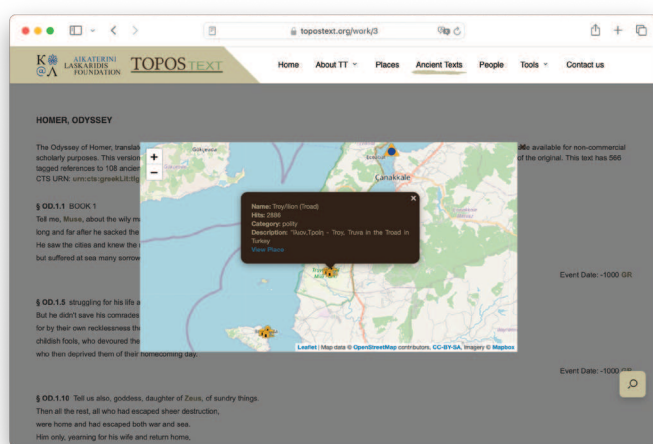 topostext.org/work/3
K @ Λ
AIKATERINI
LASKARIDIS
FOUNDATION
TOPOS TEXT
Home About TT Places Ancient Texts People Tools Contact us
HOMER, ODYSSEY
The Odyssey of Homer, available for non-commercial
scholarly purposes. This version of the original. This text has
tagged references to 108
CTS URN:
+
−
Çanakkale
×
Name: Troy/Ilion (Troad)
Hits: 2886
Category: polity
Description: Troy, Truva in the Troad in
Turkey
View Place
Leaflet | Map data © OpenStreetMap contributors, CC-BY-SA, Imagery © Mapbox
§ OD.1.1 BOOK 1
Tell me, Muse, about the wily
long and far after he sacked the
He saw the cities and knew the
but suffered at sea many
Event Date: -1000 GR
§ OD.1.5 struggling for his life
But he didn't save his comrades
for by their own recklessness
childish fools, who devoured the
who then deprived them of their homecoming day.
Event Date: -1000 GR
§ OD.1.10 Tell us also, goddess, daughter of Zeus, of sundry things.
Then all the rest, all who had escaped sheer destruction,
were home and had escaped both war and sea.
Him only, yearning for his wife and return home,